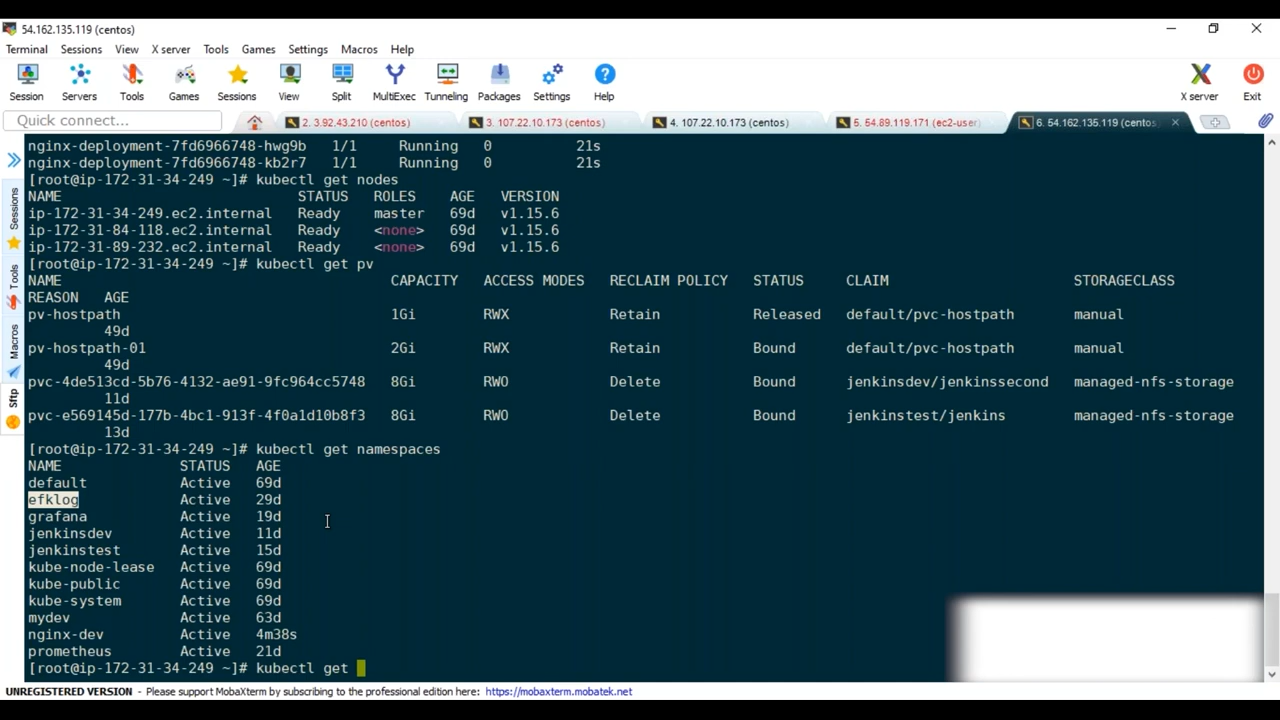 54.162.135.119 (centos)
Terminal Sessions View X server Tools Games Settings Macros Help
Session Servers Tools Games Sessions View Split MultiExec Tunneling Packages Settings Help X server Exit
Quick connect... 2. 3.92.43.210 (centos) 3. 107.22.10.173 (centos) 4. 107.22.10.173 (centos) 5. 54.89.119.171 (ec2-user) 6. 54.162.135.119 (centos)
Sessions
Tools
Macros
Sftp
nginx-deployment-7fd6966748-hwg9b 1/1 Running 0 21s
nginx-deployment-7fd6966748-kb2r7 1/1 Running 0 21s
[root@ip-172-31-34-249 ~]# kubectl get nodes
NAME STATUS ROLES AGE VERSION
ip-172-31-34-249.ec2.internal Ready master 69d v1.15.6
ip-172-31-84-118.ec2.internal Ready <none> 69d v1.15.6
ip-172-31-89-232.ec2.internal Ready <none> 69d v1.15.6
[root@ip-172-31-34-249 ~]# kubectl get pv
NAME CAPACITY ACCESS MODES RECLAIM POLICY STATUS CLAIM STORAGECLASS
REASON AGE
pv-hostpath 1Gi RWX Retain Released default/pvc-hostpath manual
49d
pv-hostpath-01 2Gi RWX Retain Bound default/pvc-hostpath manual
49d
pvc-4de513cd-5b76-4132-ae91-9fc964cc5748 8Gi RWO Delete Bound jenkinsdev/jenkinssecond managed-nfs-storage
11d
pvc-e569145d-177b-4bc1-913f-4f0a1d10b8f3 8Gi RWO Delete Bound jenkinstest/jenkins managed-nfs-storage
13d
[root@ip-172-31-34-249 ~]# kubectl get namespaces
NAME STATUS AGE
default Active 69d
efklog Active 29d
grafana Active 19d
jenkinsdev Active 11d
jenkinstest Active 15d
kube-node-lease Active 69d
kube-public Active 69d
kube-system Active 69d
mydev Active 63d
nginx-dev Active 4m38s
prometheus Active 21d
[root@ip-172-31-34-249 ~]# kubectl get
UNREGISTERED VERSION - Please support MobaXterm by subscribing to the professional edition here: https://mobaxterm.mobatek.net